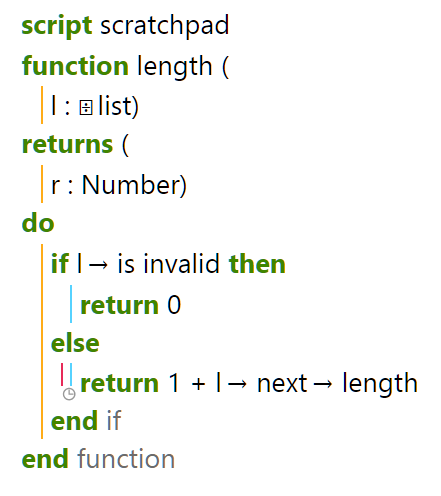 script scratchpad
function length (
l : ⌹list)
returns (
r : Number)
do
if l → is invalid then
return 0
else
return 1 + l → next → length
end if
end function